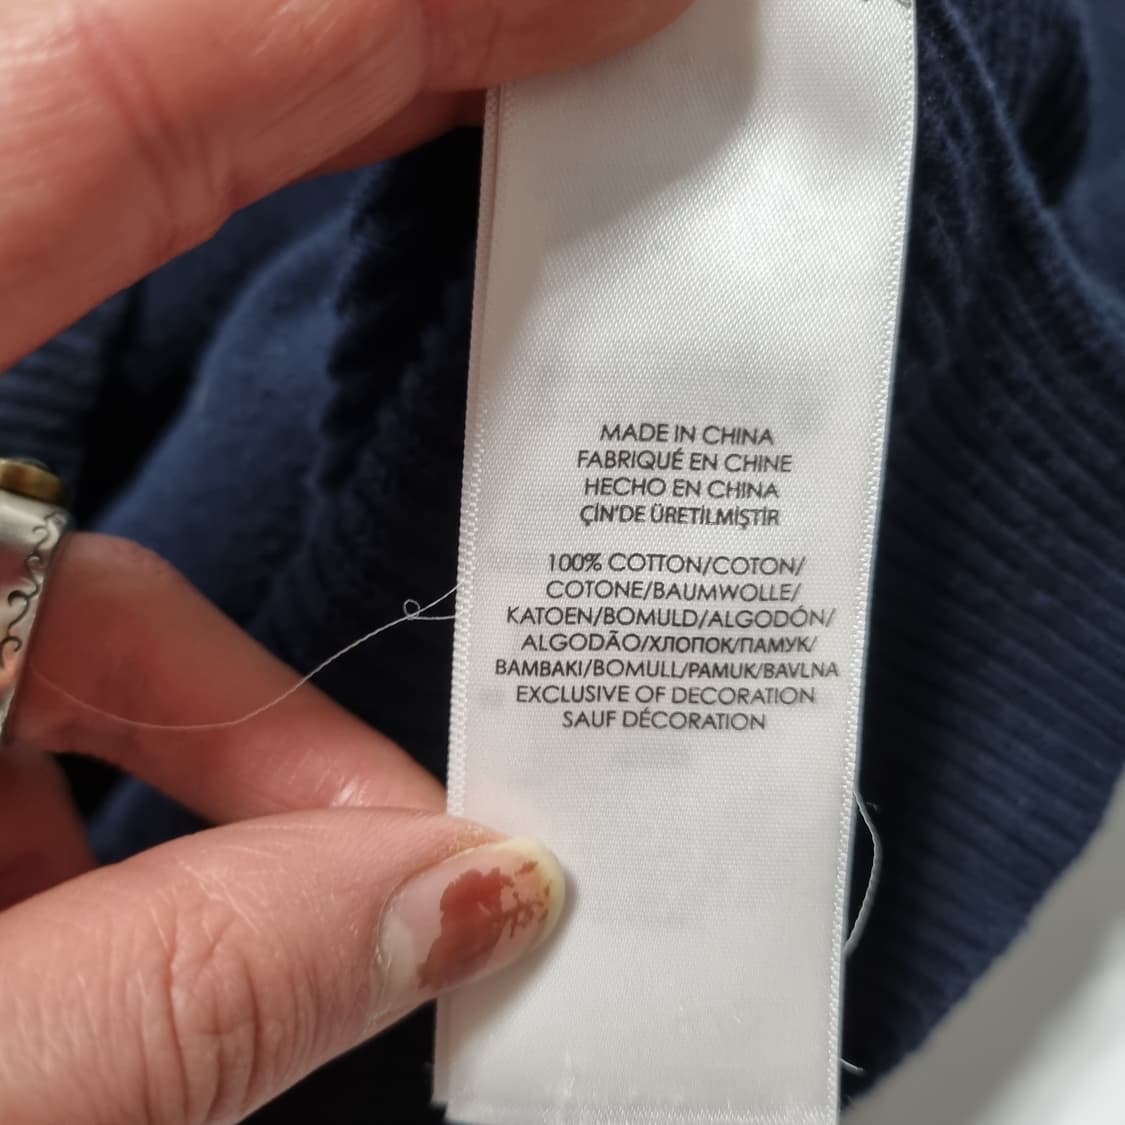 MADE IN CHINA
FABRIQUÉ EN CHINE
HECHO EN CHINA
ÇİN'DE ÜRETİLMİŞTİR
100% COTTON/COTON/
COTONE/BAUMWOLLE/
KATOEN/BOMULD/ALGODÓN/
ALGODÃO/ХЛОПОК/ПАМУК/
BAMBAKI/BOMULL/PAMUK/BAVLNA
EXCLUSIVE OF DECORATION
SAUF DÉCORATION